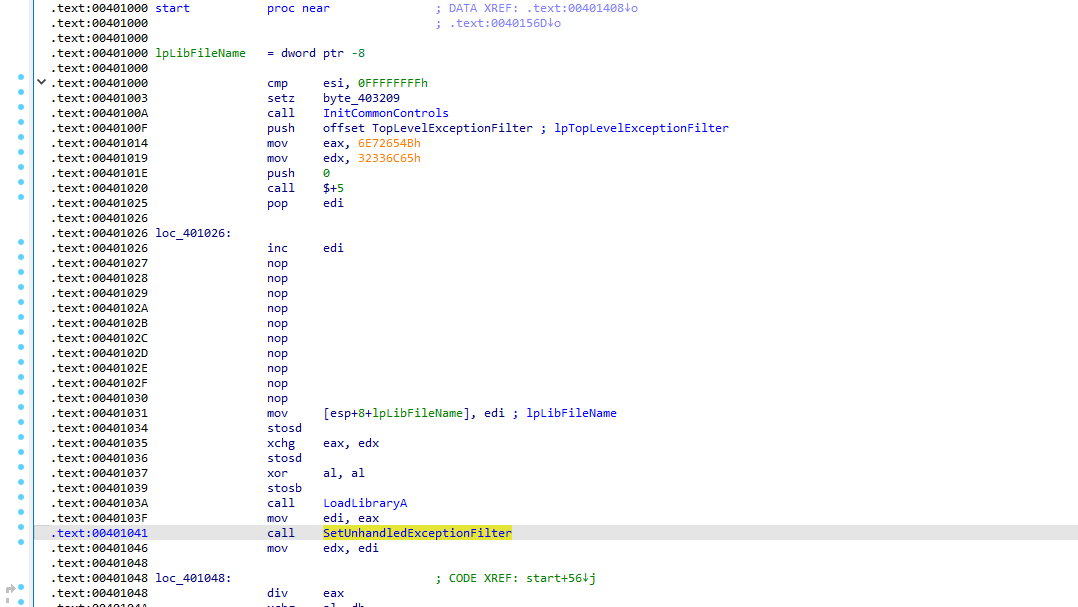 .text:00401000 start proc near ; DATA XREF: .text:00401408↓o
.text:00401000 ; .text:0040156D↓o
.text:00401000
.text:00401000 lpLibFileName = dword ptr -8
.text:00401000
.text:00401000 cmp esi, 0FFFFFFFFh
.text:00401003 setz byte_403209
.text:0040100A call InitCommonControls
.text:0040100F push offset TopLevelExceptionFilter ; lpTopLevelExceptionFilter
.text:00401014 mov eax, 6E72654Bh
.text:00401019 mov edx, 32336C65h
.text:0040101E push 0
.text:00401020 call $+5
.text:00401025 pop edi
.text:00401026
.text:00401026 loc_401026:
.text:00401026 inc edi
.text:00401027 nop
.text:00401028 nop
.text:00401029 nop
.text:0040102A nop
.text:0040102B nop
.text:0040102C nop
.text:0040102D nop
.text:0040102E nop
.text:0040102F nop
.text:00401030 nop
.text:00401031 mov [esp+8+lpLibFileName], edi ; lpLibFileName
.text:00401034 stosd
.text:00401035 xchg eax, edx
.text:00401036 stosd
.text:00401037 xor al, al
.text:00401039 stosb
.text:0040103A call LoadLibraryA
.text:0040103F mov edi, eax
.text:00401041 call SetUnhandledExceptionFilter
.text:00401046 mov edx, edi
.text:00401048
.text:00401048 loc_401048: ; CODE XREF: start+56↓j
.text:00401048 div eax